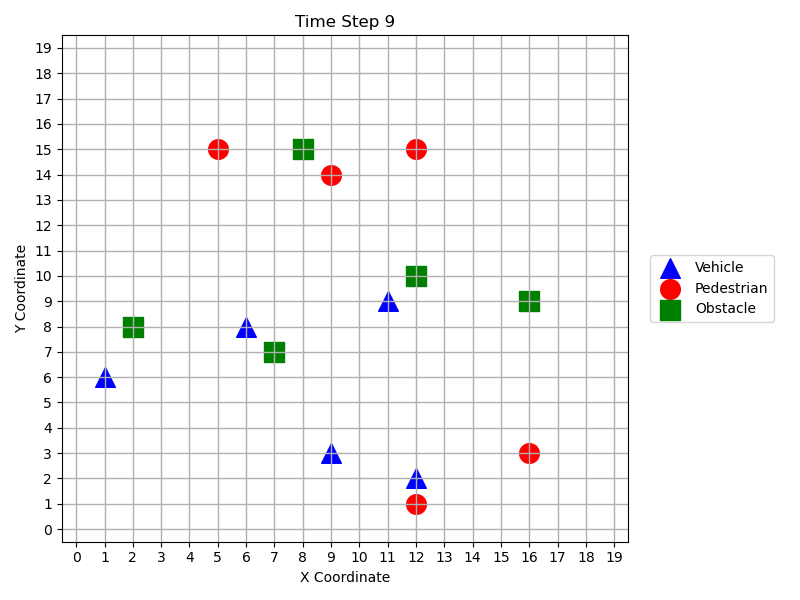 Time Step 9
19
18
17
16
15
14
13
12
11
10
9
8
7
6
5
4
3
2
1
0
Y Coordinate
0 1 2 3 4 5 6 7 8 9 10 11 12 13 14 15 16 17 18 19
X Coordinate
Vehicle
Pedestrian
Obstacle